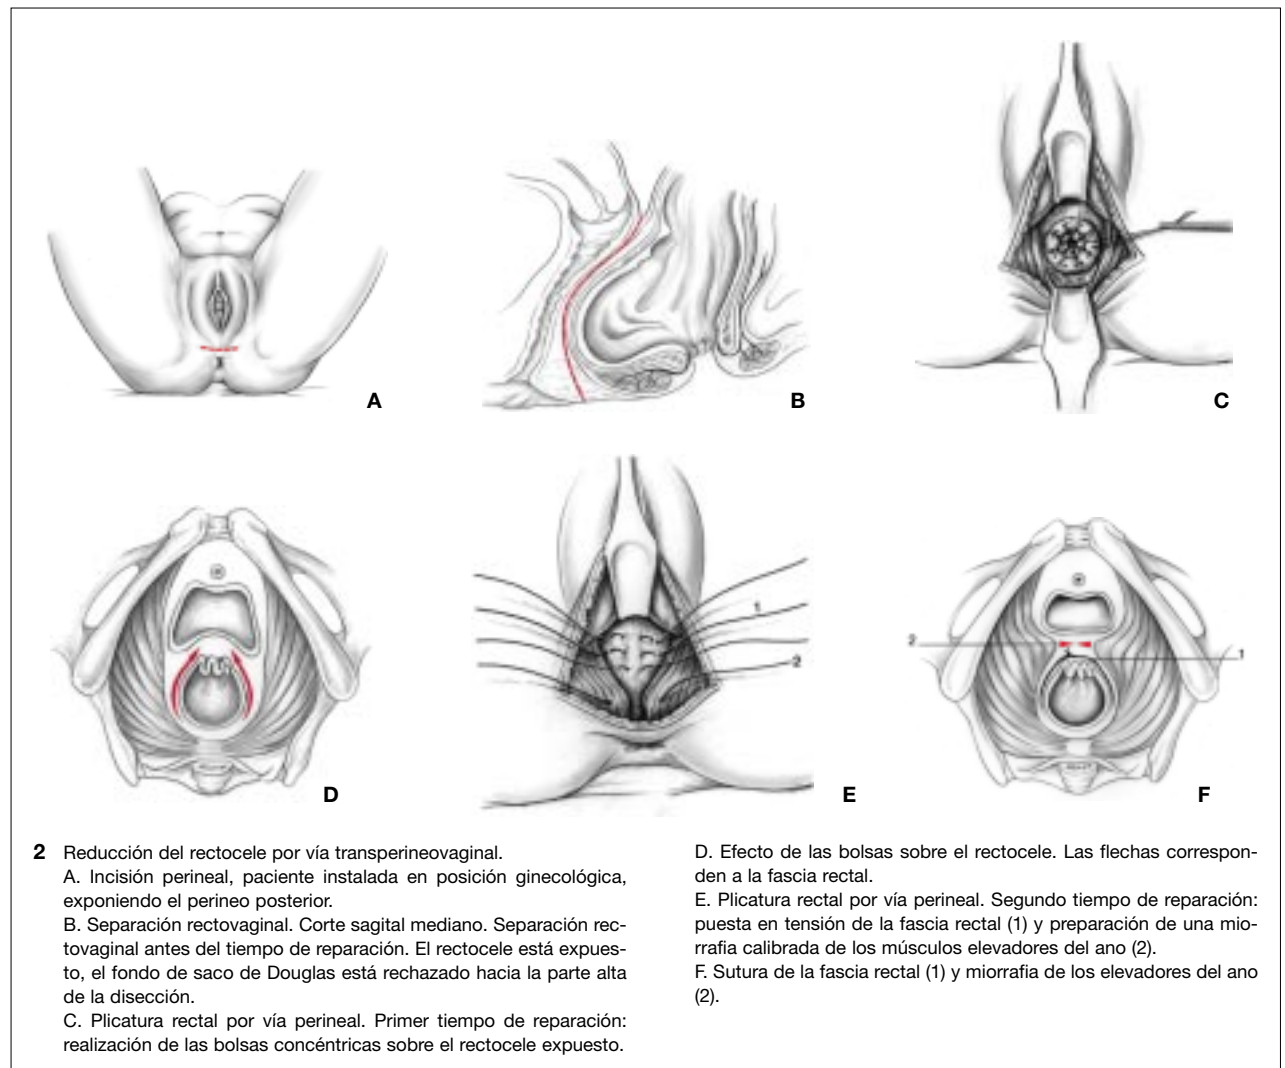 A
B
C
1
2
2
1
D
E
F
2 Reducción del rectocele por vía transperineovaginal.
A. Incisión perineal, paciente instalada en posición ginecológica,
exponiendo el perineo posterior.
B. Separación rectovaginal. Corte sagital mediano. Separación rec-
tovaginal antes del tiempo de reparación. El rectocele está expues-
to, el fondo de saco de Douglas está rechazado hacia la parte alta
de la disección.
C. Plicatura rectal por vía perineal. Primer tiempo de reparación:
realización de las bolsas concéntricas sobre el rectocele expuesto.
D. Efecto de las bolsas sobre el rectocele. Las flechas correspon-
den a la fascia rectal.
E. Plicatura rectal por vía perineal. Segundo tiempo de reparación:
puesta en tensión de la fascia rectal (1) y preparación de una mio-
rrafia calibrada de los músculos elevadores del ano (2).
F. Sutura de la fascia rectal (1) y miorrafia de los elevadores del ano
(2).